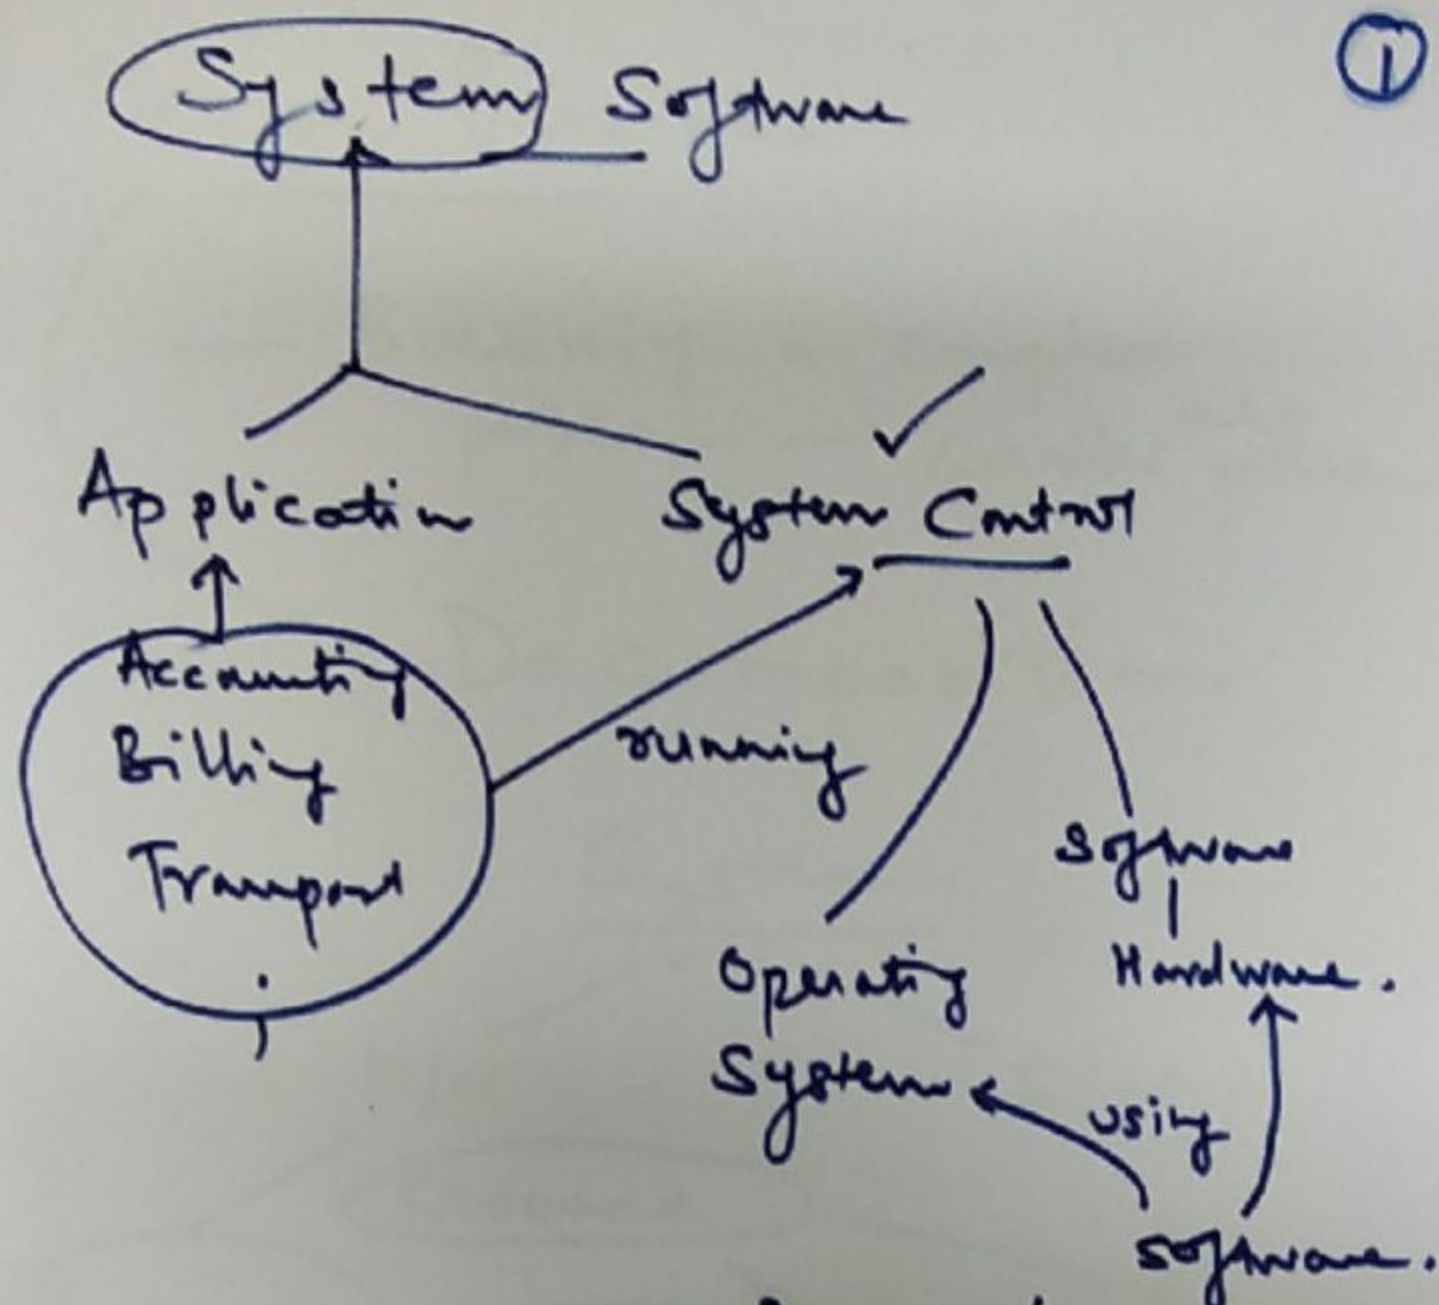 1
System Software
Application
System Control
Accounting
Billing
Transport
running
Software
Hardware.
Operating
System
using
software.